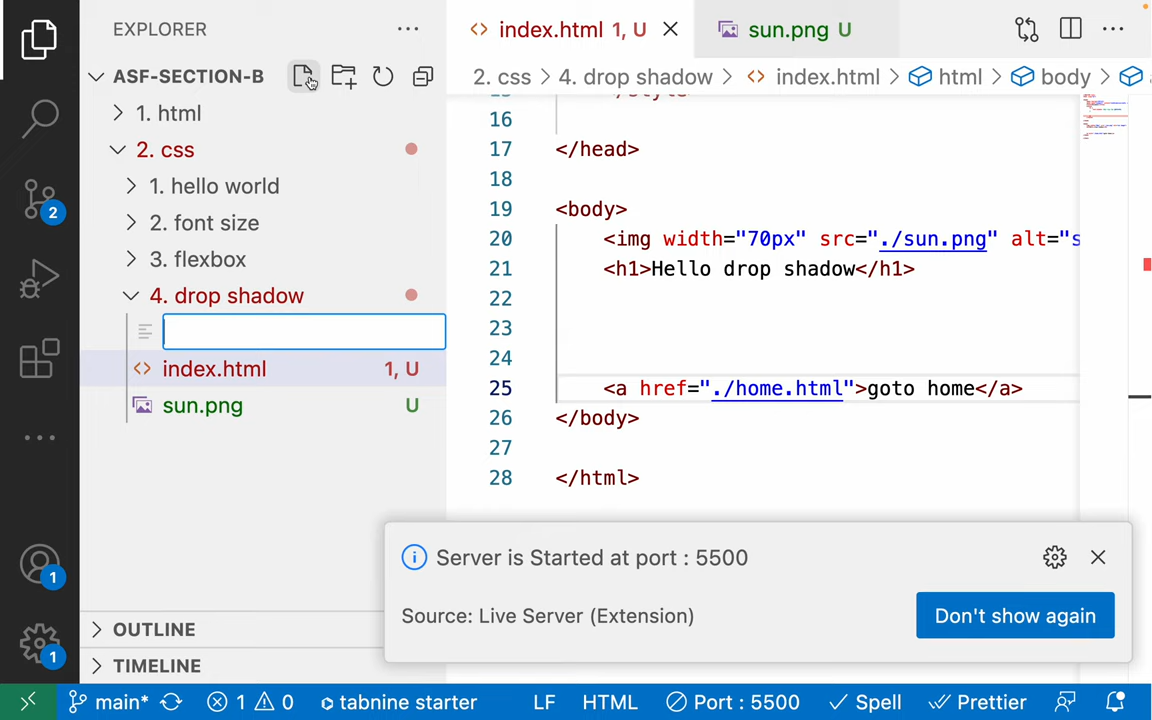 EXPLORER
ASF-SECTION-B
1. html
2. css
1. hello world
2. font size
3. flexbox
4. drop shadow
index.html 1, U
sun.png U
OUTLINE
TIMELINE
2
1
1
index.html 1, U
sun.png U
2. css > 4. drop shadow > index.html > html > body >
16
17 </head>
18
19 <body>
20 <img width="70px" src="./sun.png" alt="s
21 <h1>Hello drop shadow</h1>
22
23
24
25 <a href="./home.html">goto home</a>
26 </body>
27
28 </html>
Server is Started at port : 5500
Source: Live Server (Extension)
Don't show again
main* 1 0 tabnine starter LF HTML Port : 5500 Spell Prettier